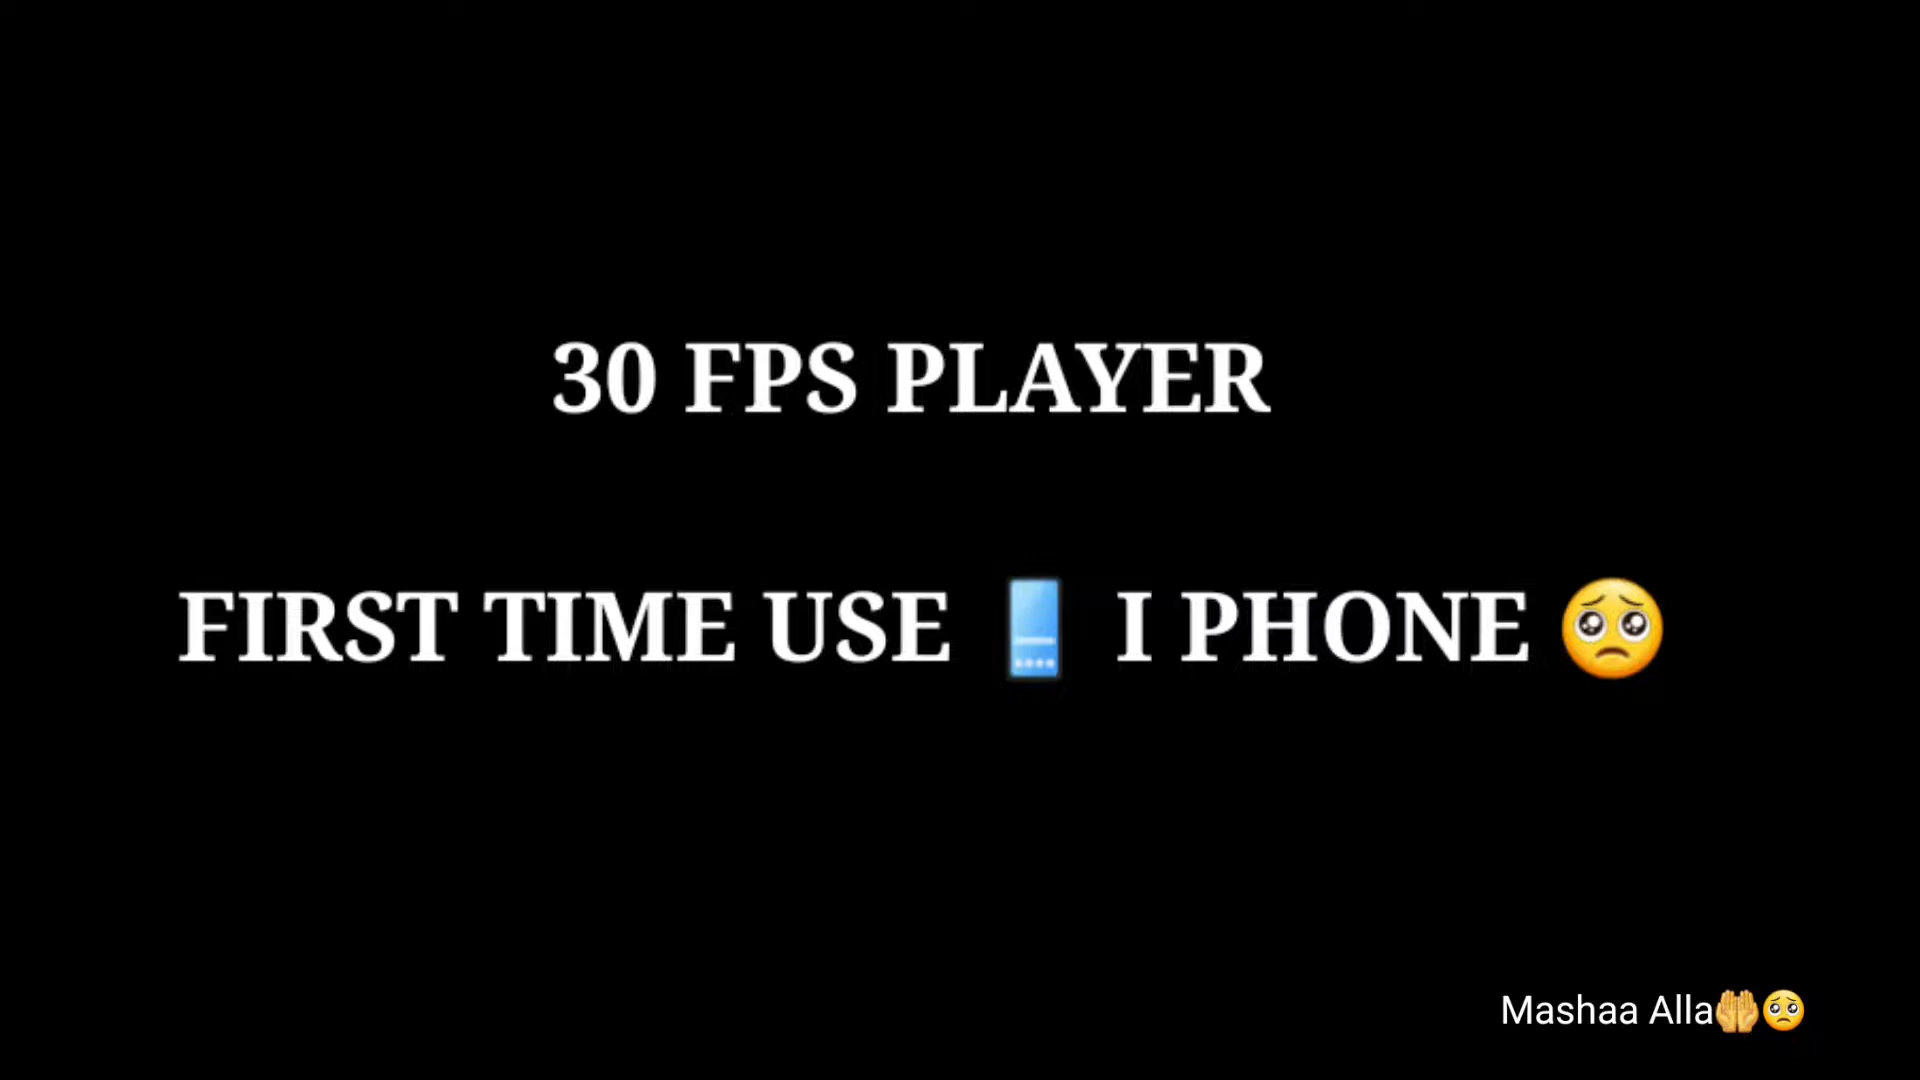 30 FPS PLAYER
FIRST TIME USE 📱 I PHONE 🥺
Mashaa Alla🤲🥺